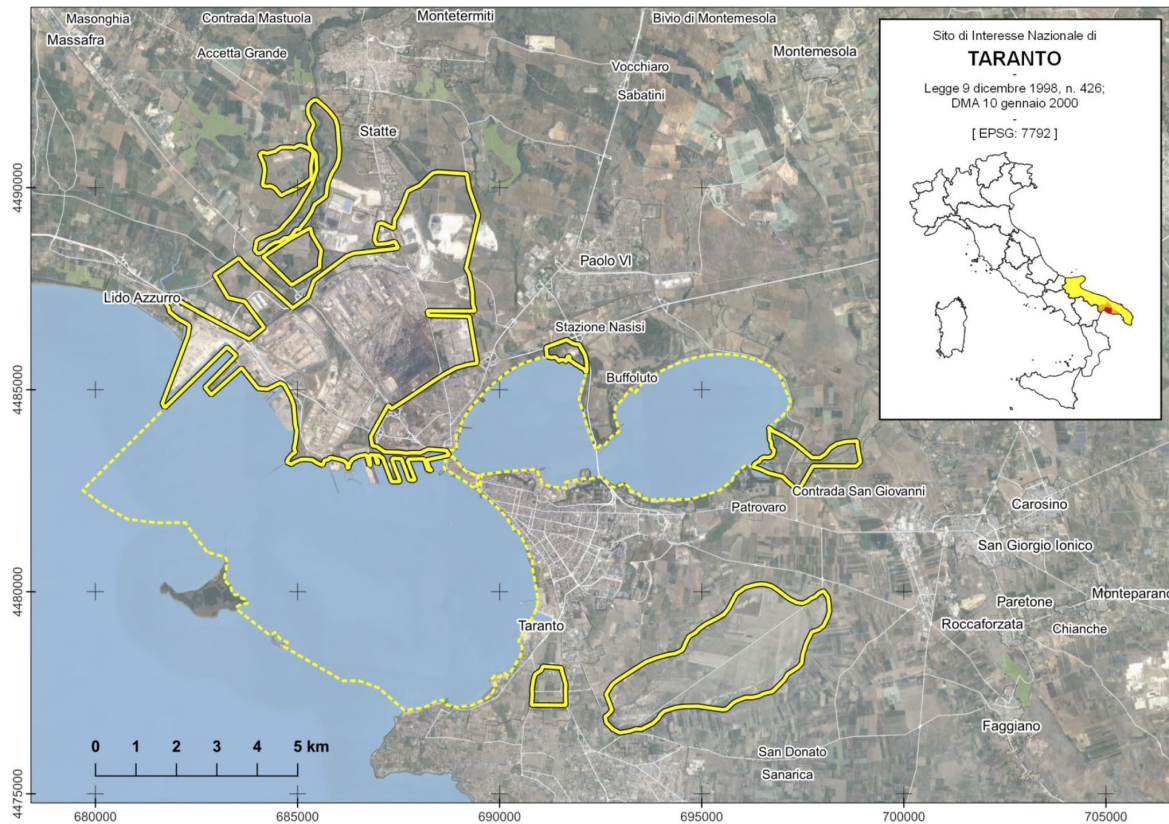 Masonghia
Contrada Mastuola
Montetermiti
Bivio di Montemesola
Massafra
Accetta Grande
Vocchiaro
Montemesola
Sabatini
Statte
Paolo VI
Lido Azzurro
Stazione Nasisi
Buffoluto
Contrada San Giovanni
Patrovaro
Carosino
San Giorgio Ionico
Monteparano
Paretone
Roccaforzata
Chianche
Taranto
Faggiano
San Donato
Sanarica
Sito di Interesse Nazionale di
TARANTO
-
Legge 9 dicembre 1998, n. 426;
DMA 10 gennaio 2000
-
[ EPSG: 7792 ]
0 1 2 3 4 5 km
4490000
4485000
4480000
4475000
680000 685000 690000 695000 700000 705000